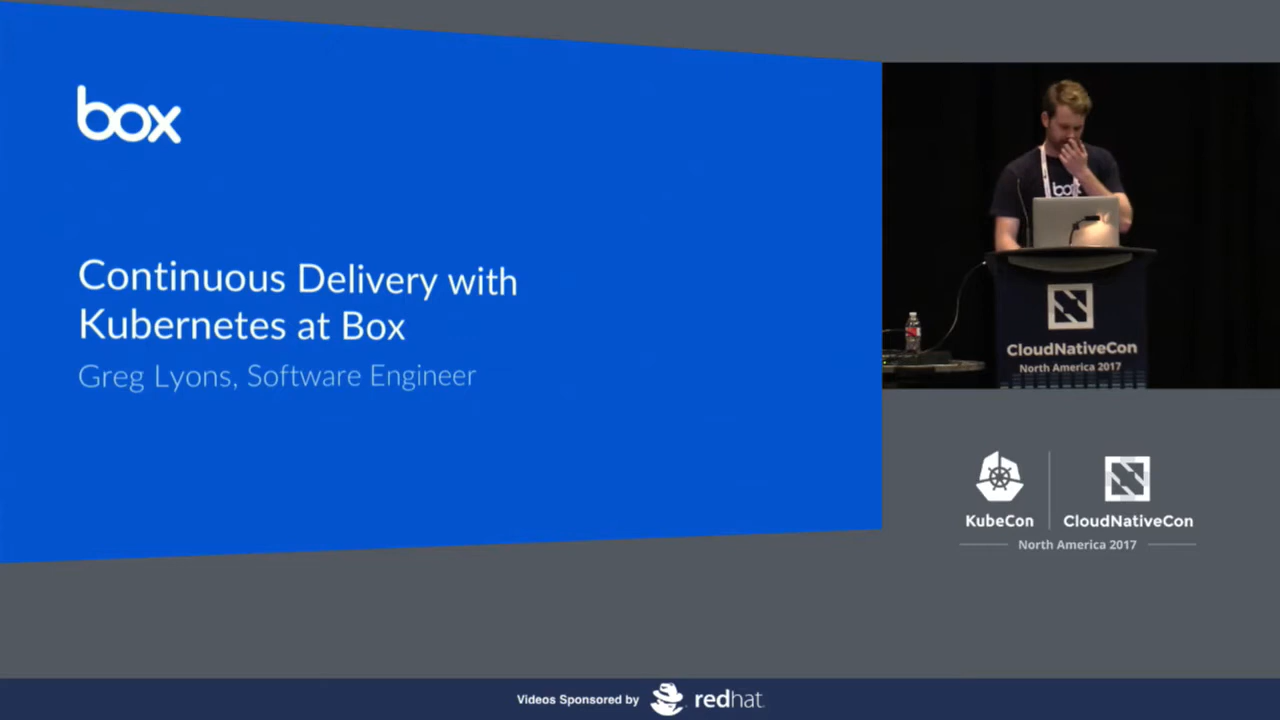 box
Continuous Delivery with
Kubernetes at Box
Greg Lyons, Software Engineer
box
CloudNativeCon
North America 2017
KubeCon
CloudNativeCon
North America 2017
Videos Sponsored by redhat.